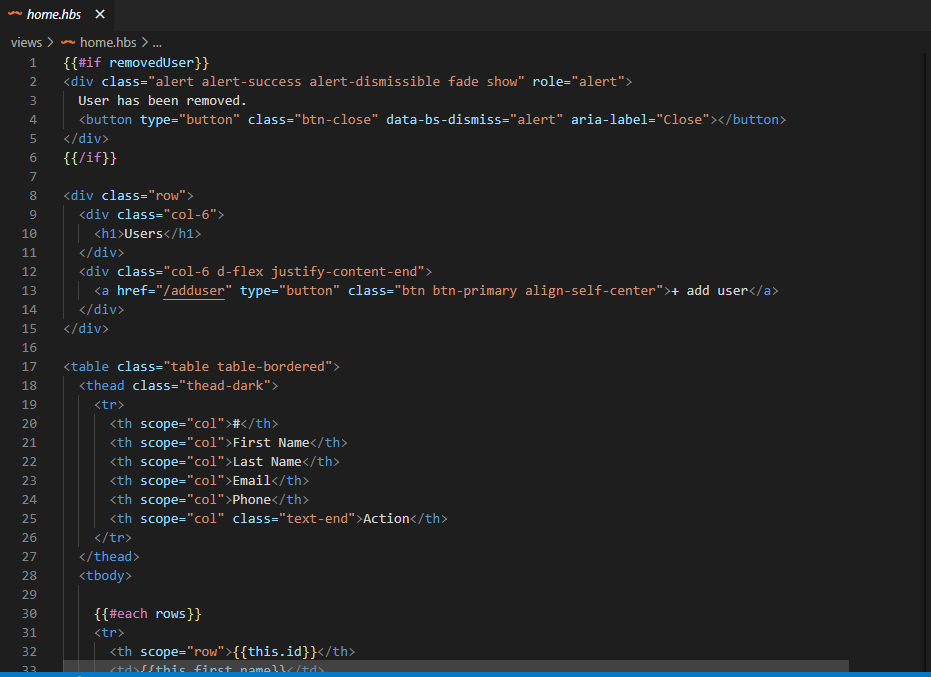 home.hbs ×
views > home.hbs > ...
1 {{#if removedUser}}
2 <div class="alert alert-success alert-dismissible fade show" role="alert">
3   User has been removed.
4   <button type="button" class="btn-close" data-bs-dismiss="alert" aria-label="Close"></button>
5 </div>
6 {{/if}}
7
8 <div class="row">
9   <div class="col-6">
10     <h1>Users</h1>
11   </div>
12   <div class="col-6 d-flex justify-content-end">
13     <a href="/adduser" type="button" class="btn btn-primary align-self-center">+ add user</a>
14   </div>
15 </div>
16
17 <table class="table table-bordered">
18   <thead class="thead-dark">
19     <tr>
20       <th scope="col">#</th>
21       <th scope="col">First Name</th>
22       <th scope="col">Last Name</th>
23       <th scope="col">Email</th>
24       <th scope="col">Phone</th>
25       <th scope="col" class="text-end">Action</th>
26     </tr>
27   </thead>
28   <tbody>
29
30     {{#each rows}}
31     <tr>
32       <th scope="row">{{this.id}}</th>
33       <td>{{this.first_name}}</td>